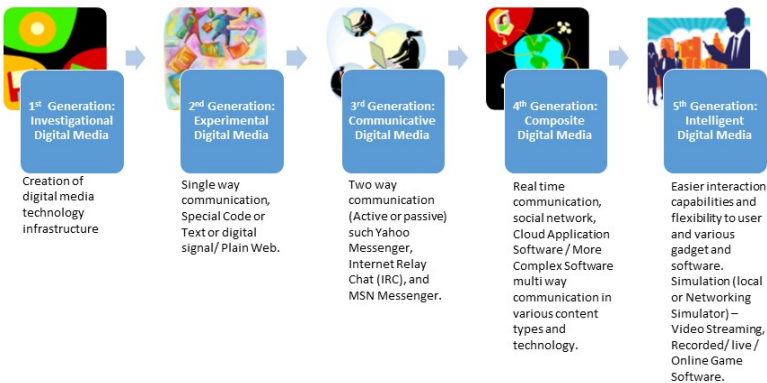 1st Generation:
Investigational
Digital Media
Creation of
digital media
technology
infrastructure
2nd Generation:
Experimental
Digital Media
Single way
communication,
Special Code or
Text or digital
signal/ Plain Web.
3rd Generation:
Communicative
Digital Media
Two way
communication
(Active or passive)
such Yahoo
Messenger,
Internet Relay
Chat (IRC), and
MSN Messenger.
4th Generation:
Composite
Digital Media
Real time
communication,
social network,
Cloud Application
Software / More
Complex Software
multi way
communication in
various content
types and
technology.
5th Generation:
Intelligent
Digital Media
Easier interaction
capabilities and
flexibility to user
and various
gadget and
software.
Simulation (local
or Networking
Simulator) –
Video Streaming,
Recorded/ live /
Online Game
Software.